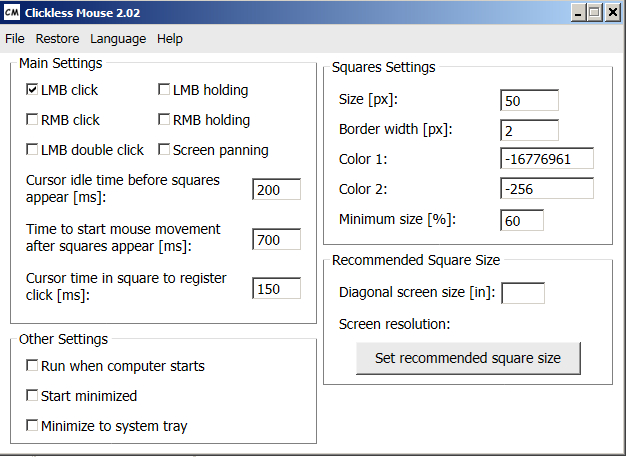 CM Clickless Mouse 2.02
File Restore Language Help
Main Settings
LMB click LMB holding
RMB click RMB holding
LMB double click Screen panning
Cursor idle time before squares
appear [ms]: 200
Time to start mouse movement
after squares appear [ms]: 700
Cursor time in square to register
click [ms]: 150
Other Settings
Run when computer starts
Start minimized
Minimize to system tray
Squares Settings
Size [px]: 50
Border width [px]: 2
Color 1: -16776961
Color 2: -256
Minimum size [%]: 60
Recommended Square Size
Diagonal screen size [in]:
Screen resolution:
Set recommended square size